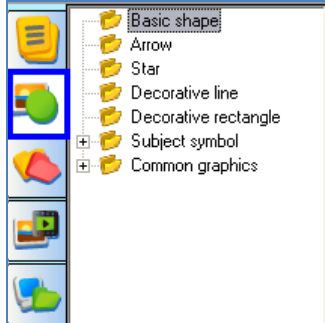 Basic shape
Arrow
Star
Decorative line
Decorative rectangle
Subject symbol
Common graphics